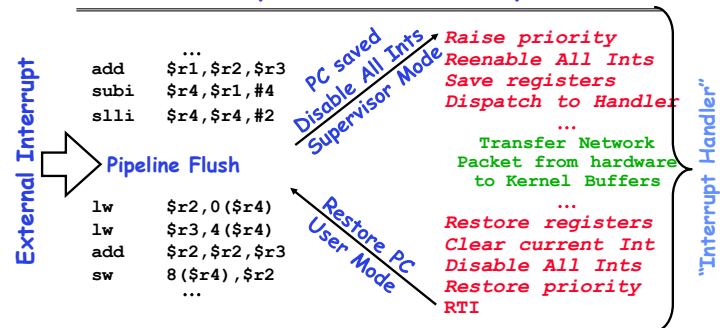 External Interrupt
…
add $r1,$r2,$r3
subi $r4,$r1,#4
slli $r4,$r4,#2
Pipeline Flush
lw $r2,0($r4)
lw $r3,4($r4)
add $r2,$r2,$r3
sw 8($r4),$r2
…
PC saved
Disable All Ints
Supervisor Mode
Restore PC
User Mode
Raise priority
Reenable All Ints
Save registers
Dispatch to Handler
…
Transfer Network
Packet from hardware
to Kernel Buffers
…
Restore registers
Clear current Int
Disable All Ints
Restore priority
RTI
"Interrupt Handler"